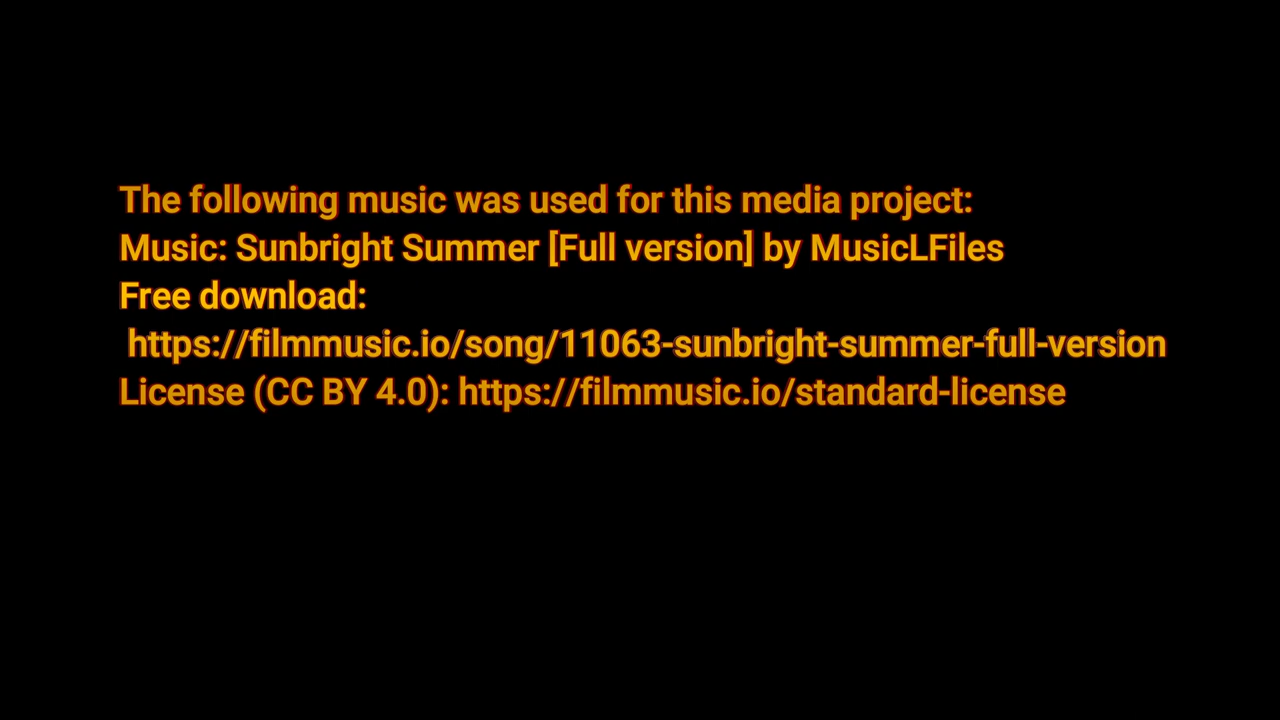 The following music was used for this media project:
Music: Sunbright Summer [Full version] by MusicLFiles
Free download:
https://filmmusic.io/song/11063-sunbright-summer-full-version
License (CC BY 4.0): https://filmmusic.io/standard-license